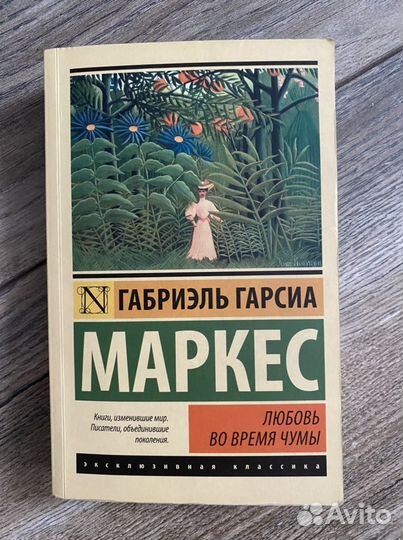 N
ГАБРИЭЛЬ ГАРСИА
МАРКЕС
Книги, изменившие мир.
Писатели, объединившие
поколения.
ЛЮБОВЬ
ВО ВРЕМЯ ЧУМЫ
эксклюзивная классика
Avito